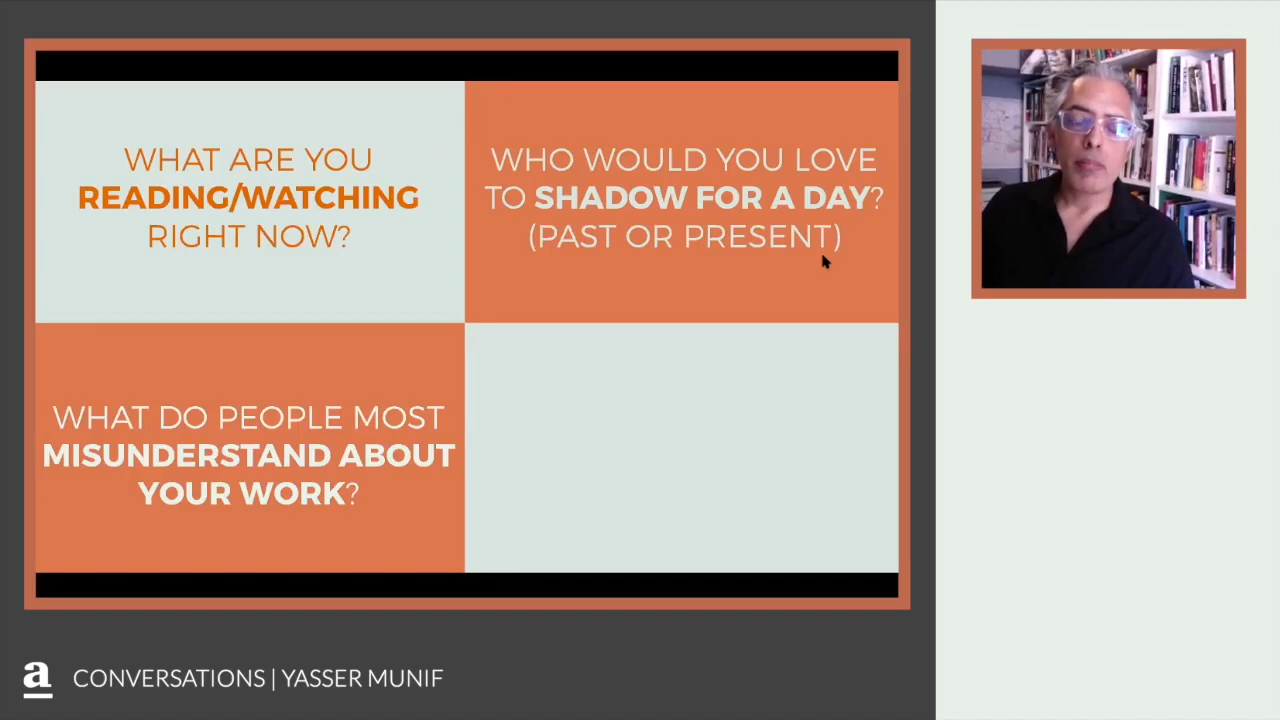 WHAT ARE YOU
READING/WATCHING
RIGHT NOW?
WHO WOULD YOU LOVE
TO SHADOW FOR A DAY?
(PAST OR PRESENT)
WHAT DO PEOPLE MOST
MISUNDERSTAND ABOUT
YOUR WORK?
a CONVERSATIONS | YASSER MUNIF